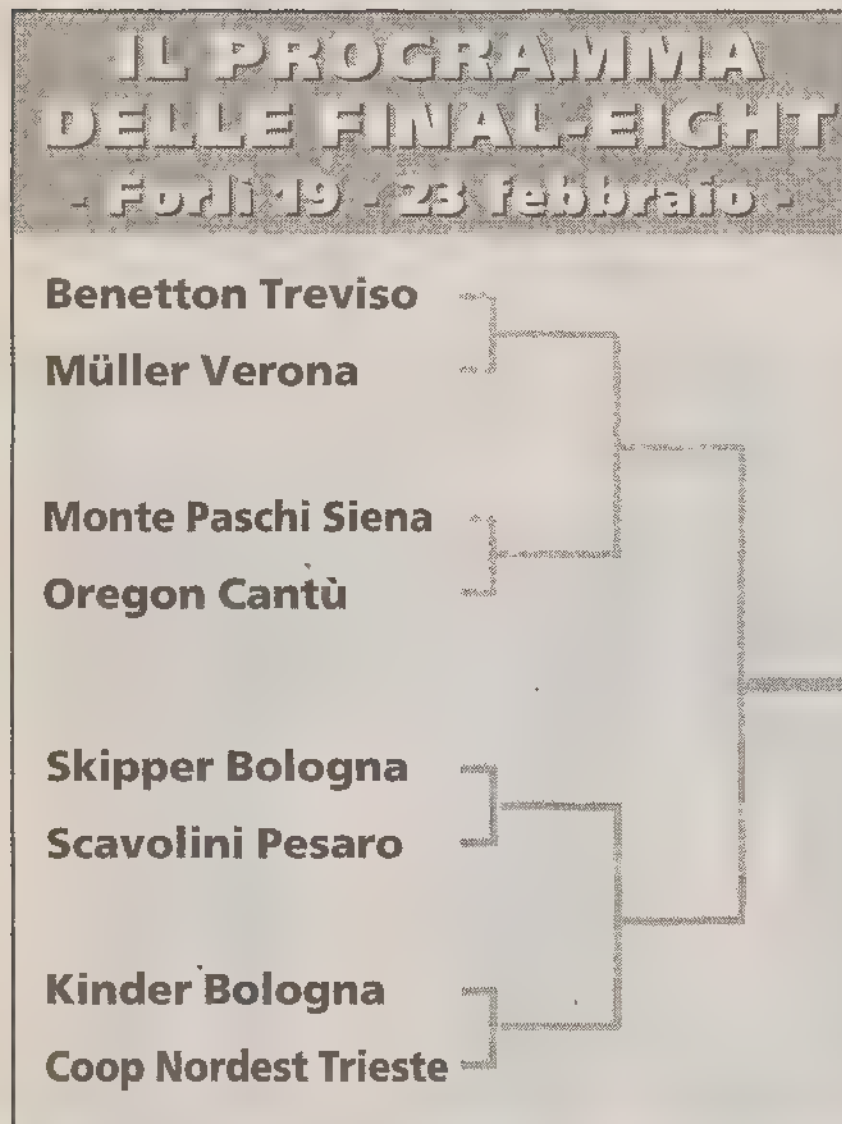 IL PROGRAMMA
DELLE FINAL-EIGHT
- Forlì 19 - 23 febbraio -
Benetton Treviso
Müller Verona
Monte Paschi Siena
Oregon Cantù
Skipper Bologna
Scavolini Pesaro
Kinder Bologna
Coop Nordest Trieste